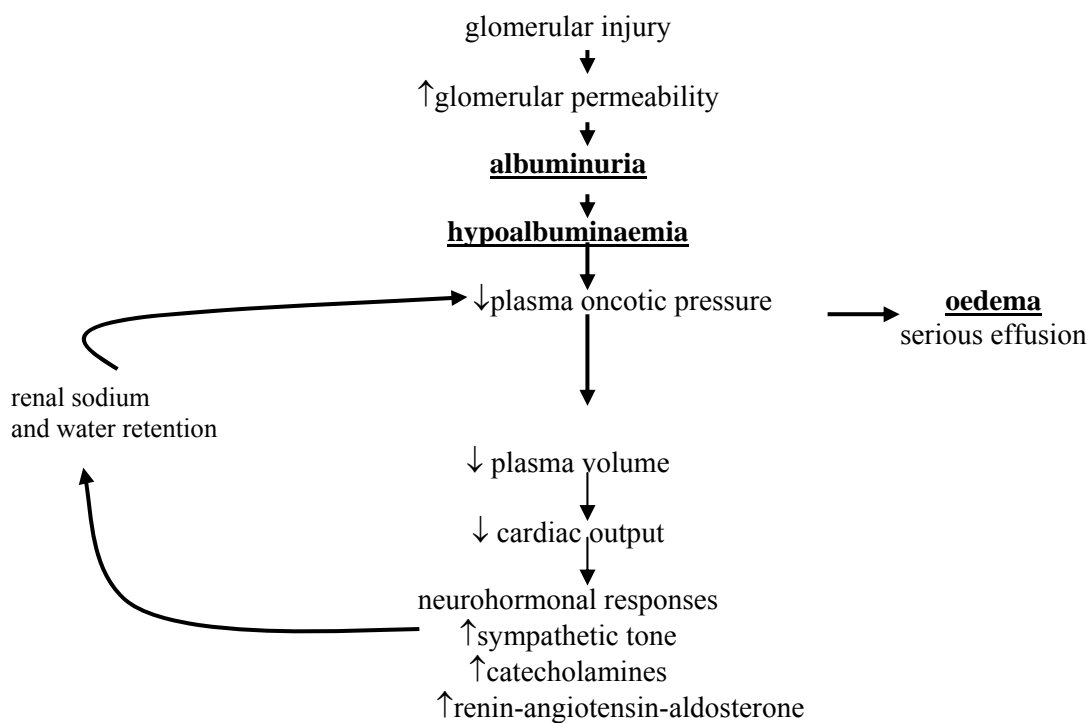 glomerular injury
↑glomerular permeability
albuminuria
hypoalbuminaemia
↓plasma oncotic pressure
oedema
serious effusion
renal sodium
and water retention
↓ plasma volume
↓ cardiac output
neurohormonal responses
↑sympathetic tone
↑catecholamines
↑renin-angiotensin-aldosterone